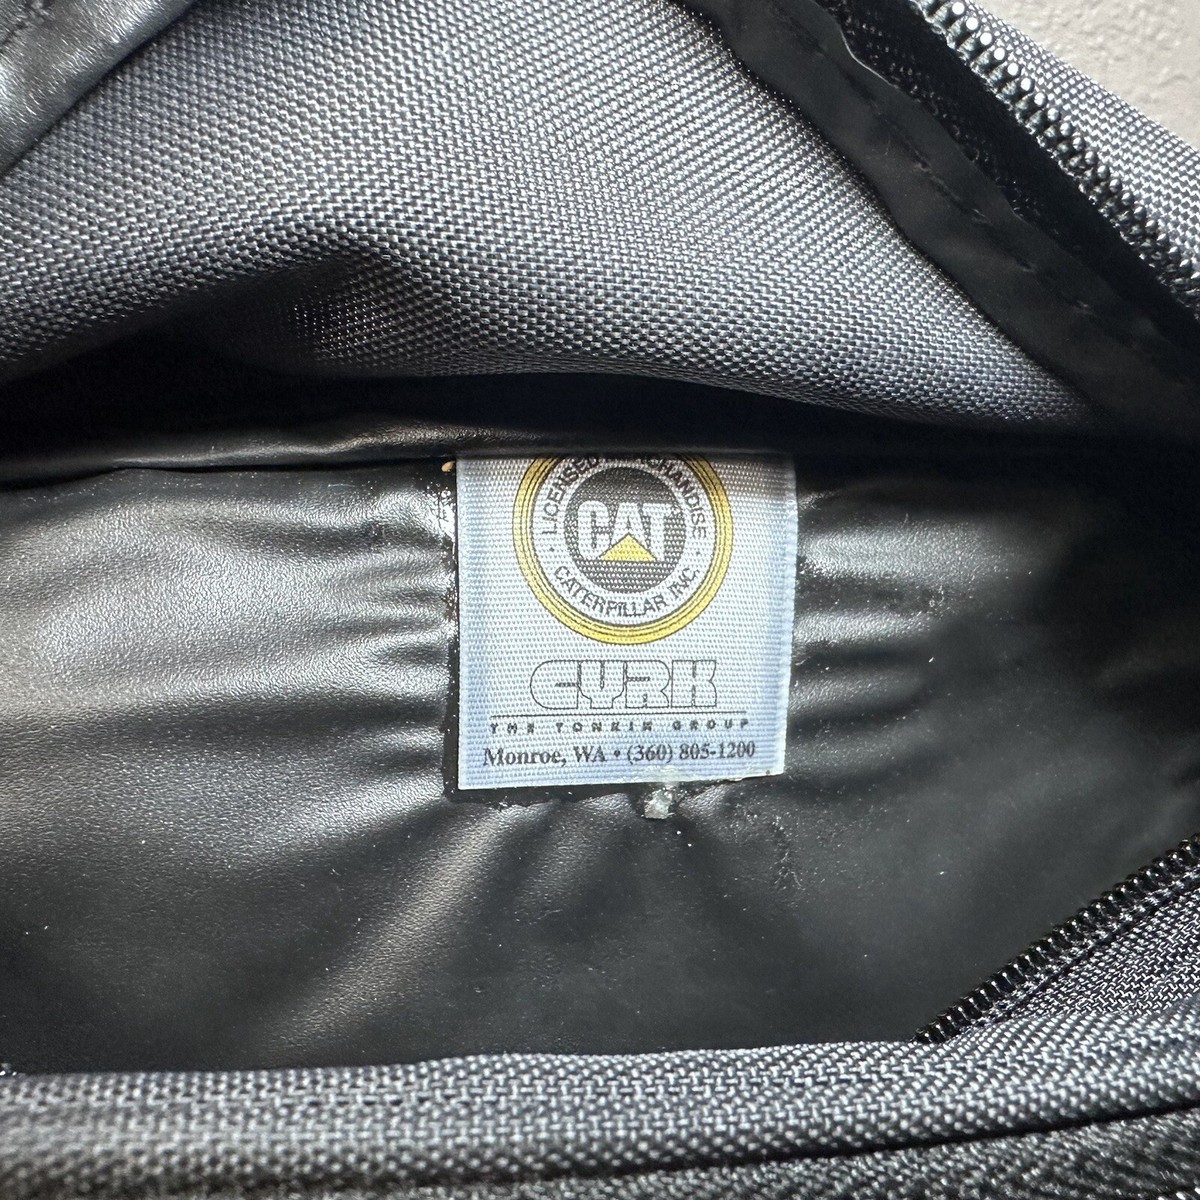 LICENSED MERCHANDISE
CAT
CATERPILLAR INC.
CYRK
THE TONKIN GROUP
Monroe, WA • (360) 805-1200